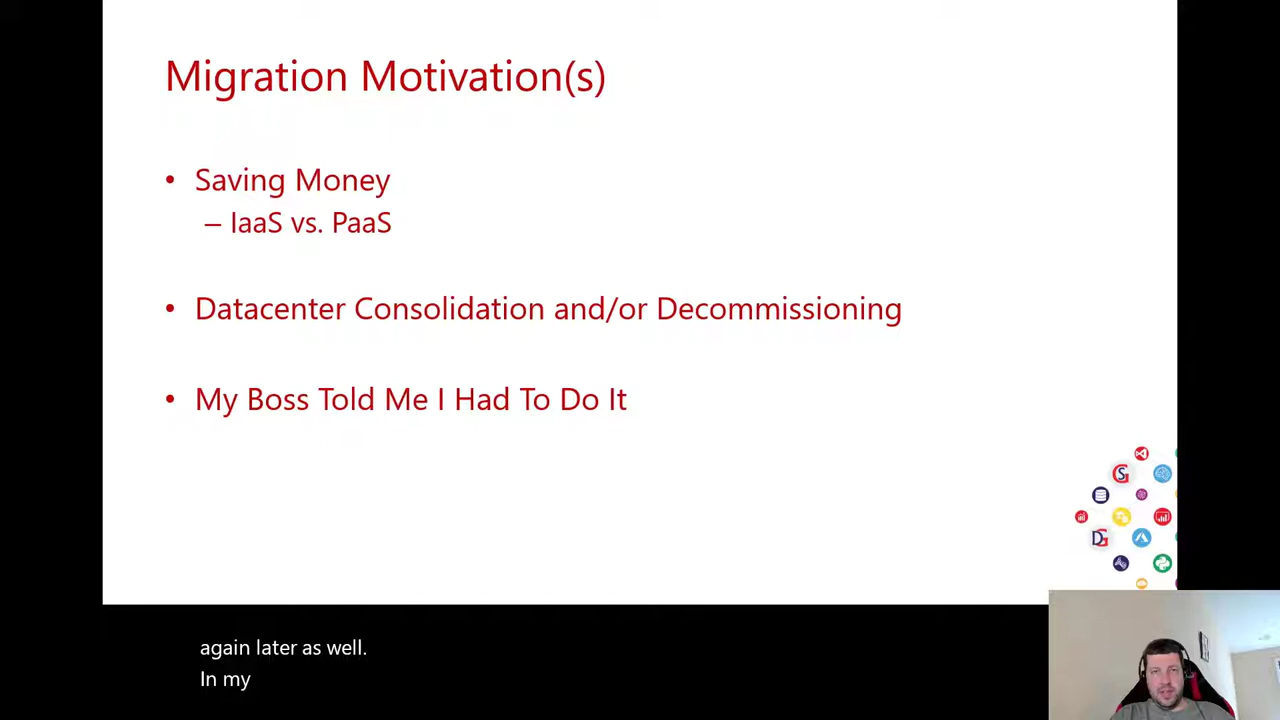 Migration Motivation(s)
• Saving Money
– IaaS vs. PaaS
• Datacenter Consolidation and/or Decommissioning
• My Boss Told Me I Had To Do It
again later as well.
In my